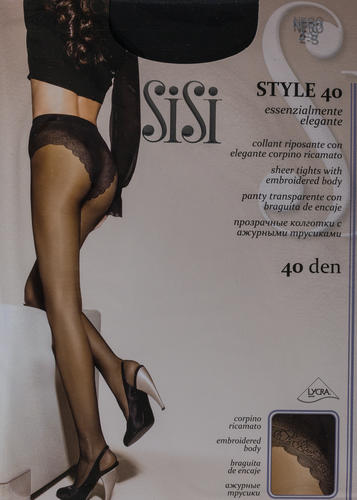 NERO
2-S
SiSi
STYLE 40
essenzialmente
elegante
collant riposante con
elegante corpino ricamato
sheer tights with
embroidered body
panty transparente con
braguita de encaje
прозрачные колготки с
ажурными трусиками
40 den
LYCRA
corpino
ricamato
embroidered
body
braguita
de encaje
ажурные
трусики